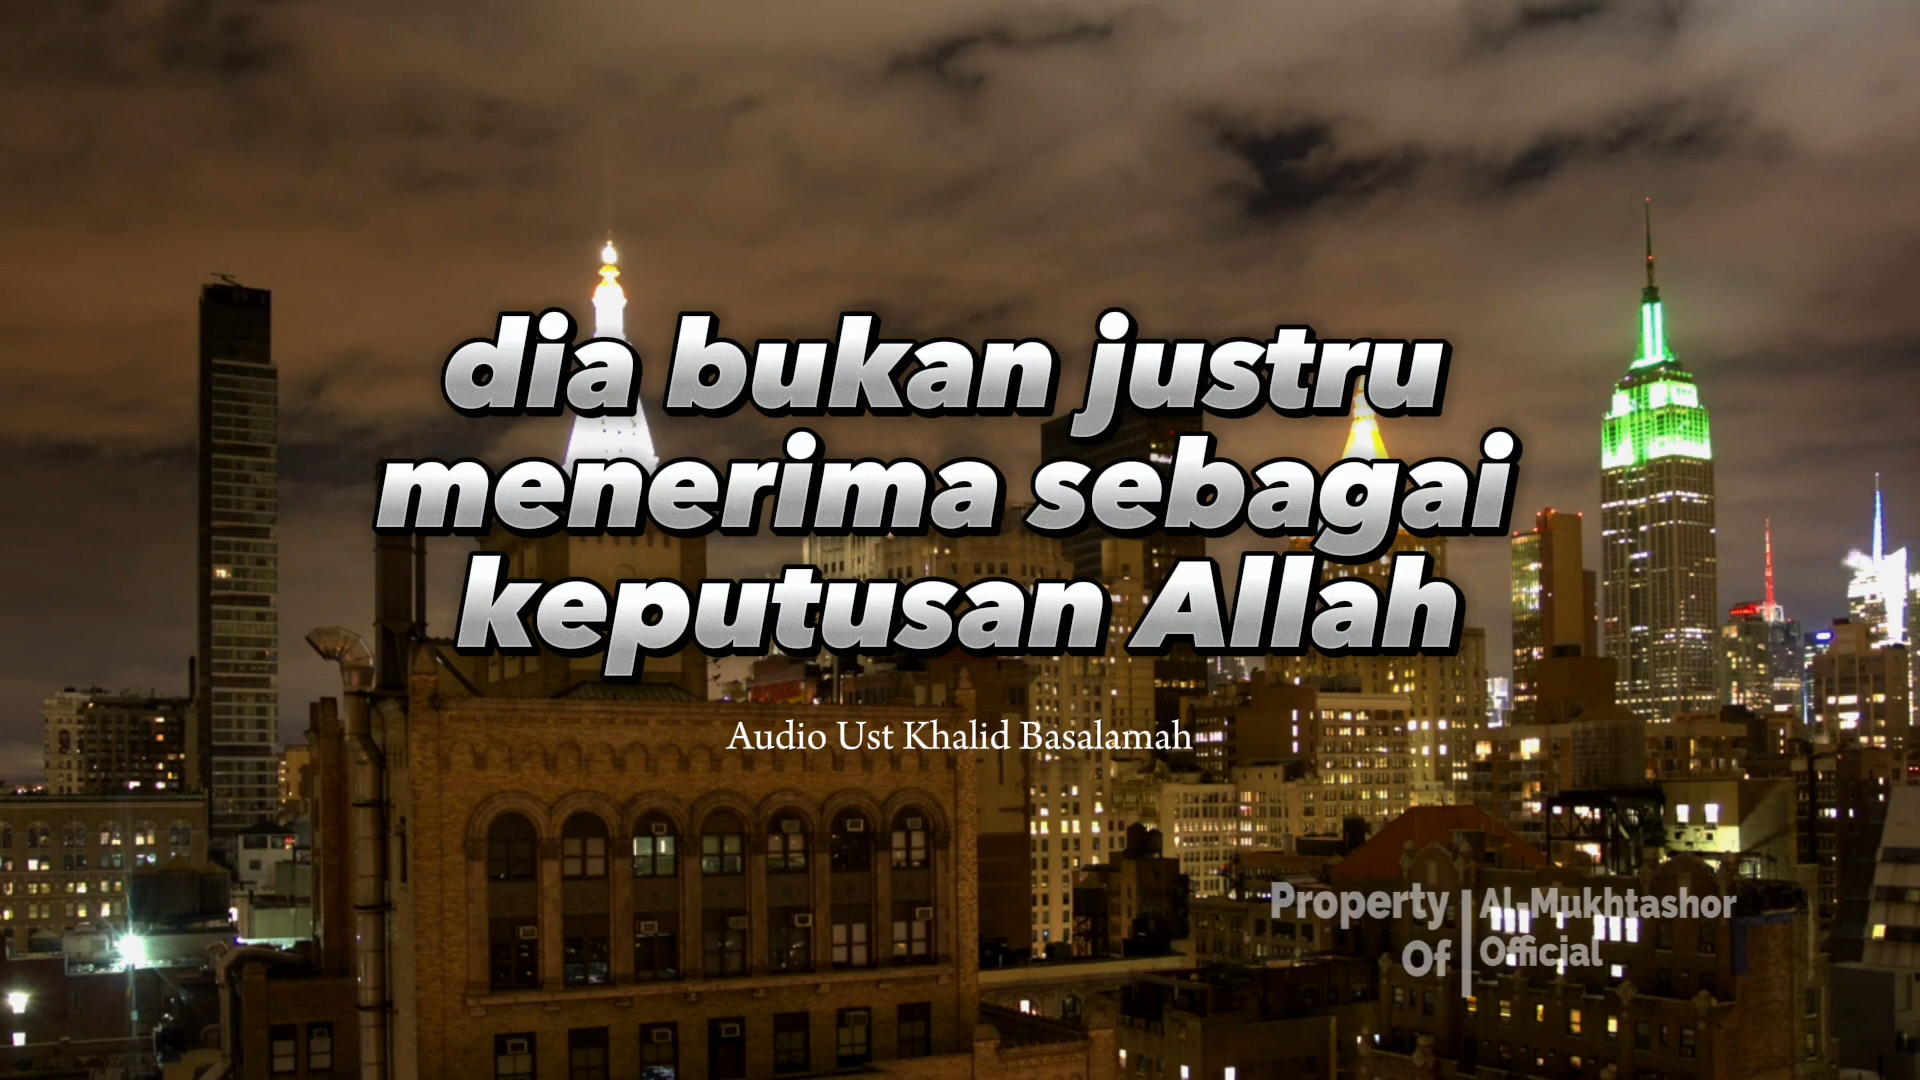 dia bukan justru
menerima sebagai
keputusan Allah
Audio Ust Khalid Basalamah
Property
Of
Al-Mukhtashor
Official